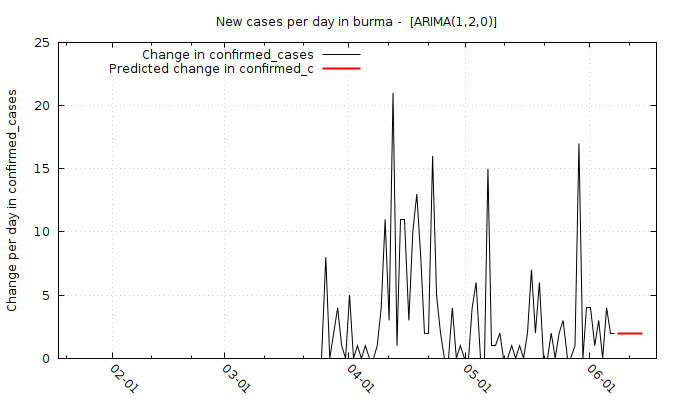 New cases per day in burma -  [ARIMA(1,2,0)]
Change in confirmed_cases
Predicted change in confirmed_c
Change per day in confirmed_cases
25
20
15
10
5
0
02-01
03-01
04-01
05-01
06-01